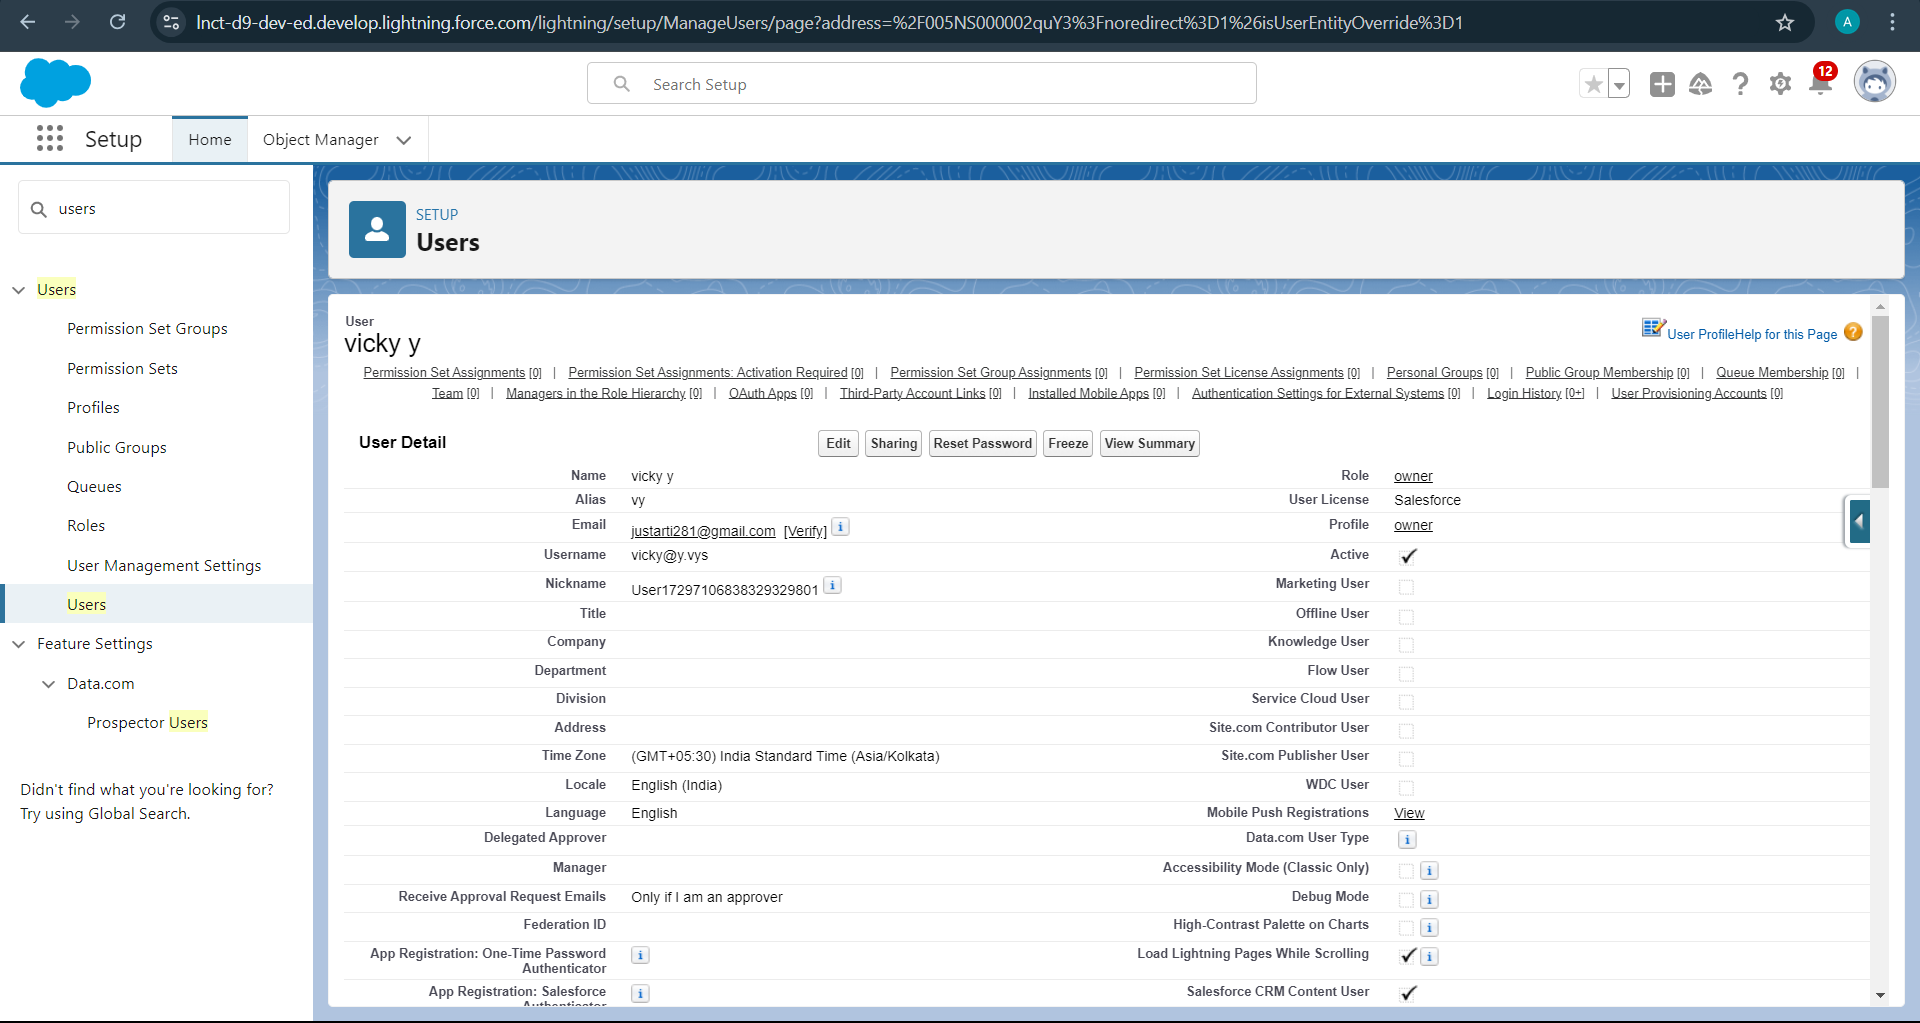 lnct-d9-dev-ed.develop.lightning.force.com/lightning/setup/ManageUsers/page?address=%2F005NS000002quY3%3Fnoredirect%3D1%26isUserEntityOverride%3D1
A
Search Setup
12
Setup
Home
Object Manager
users
Users
Permission Set Groups
Permission Sets
Profiles
Public Groups
Queues
Roles
User Management Settings
Users
Feature Settings
Data.com
Prospector Users
Didn't find what you're looking for?
Try using Global Search.
SETUP
Users
User
vicky y
User Profile Help for this Page ?
Permission Set Assignments [0] | Permission Set Assignments: Activation Required [0] | Permission Set Group Assignments [0] | Permission Set License Assignments [0] | Personal Groups [0] | Public Group Membership [0] | Queue Membership [0] |
Team [0] | Managers in the Role Hierarchy [0] | OAuth Apps [0] | Third-Party Account Links [0] | Installed Mobile Apps [0] | Authentication Settings for External Systems [0] | Login History [0+] | User Provisioning Accounts [0]
User Detail
Edit Sharing Reset Password Freeze View Summary
Name vicky y Role owner
Alias vy User License Salesforce
Email justarti281@gmail.com [Verify] i Profile owner
Username vicky@y.vys Active
Nickname User17297106838329329801 i Marketing User
Title Offline User
Company Knowledge User
Department Flow User
Division Service Cloud User
Address Site.com Contributor User
Time Zone (GMT+05:30) India Standard Time (Asia/Kolkata) Site.com Publisher User
Locale English (India) WDC User
Language English Mobile Push Registrations View
Delegated Approver Data.com User Type i
Manager Accessibility Mode (Classic Only) i
Receive Approval Request Emails Only if I am an approver Debug Mode i
Federation ID High-Contrast Palette on Charts i
App Registration: One-Time Password i Load Lightning Pages While Scrolling i
Authenticator
App Registration: Salesforce i Salesforce CRM Content User
Authenticator